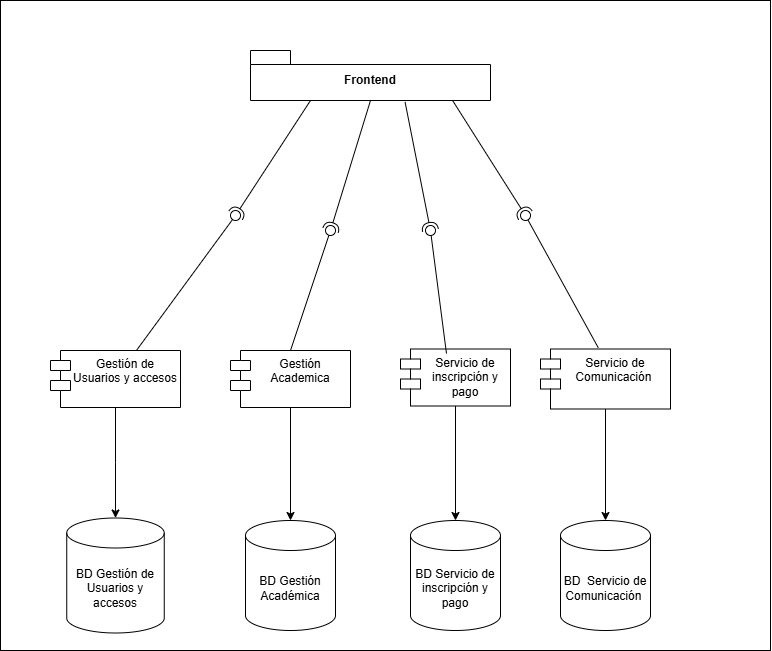 Frontend
Gestión de
Usuarios y accesos
Gestión
Academica
Servicio de
inscripción y
pago
Servicio de
Comunicación
BD Gestión de
Usuarios y
accesos
BD Gestión
Académica
BD Servicio de
inscripción y
pago
BD Servicio de
Comunicación